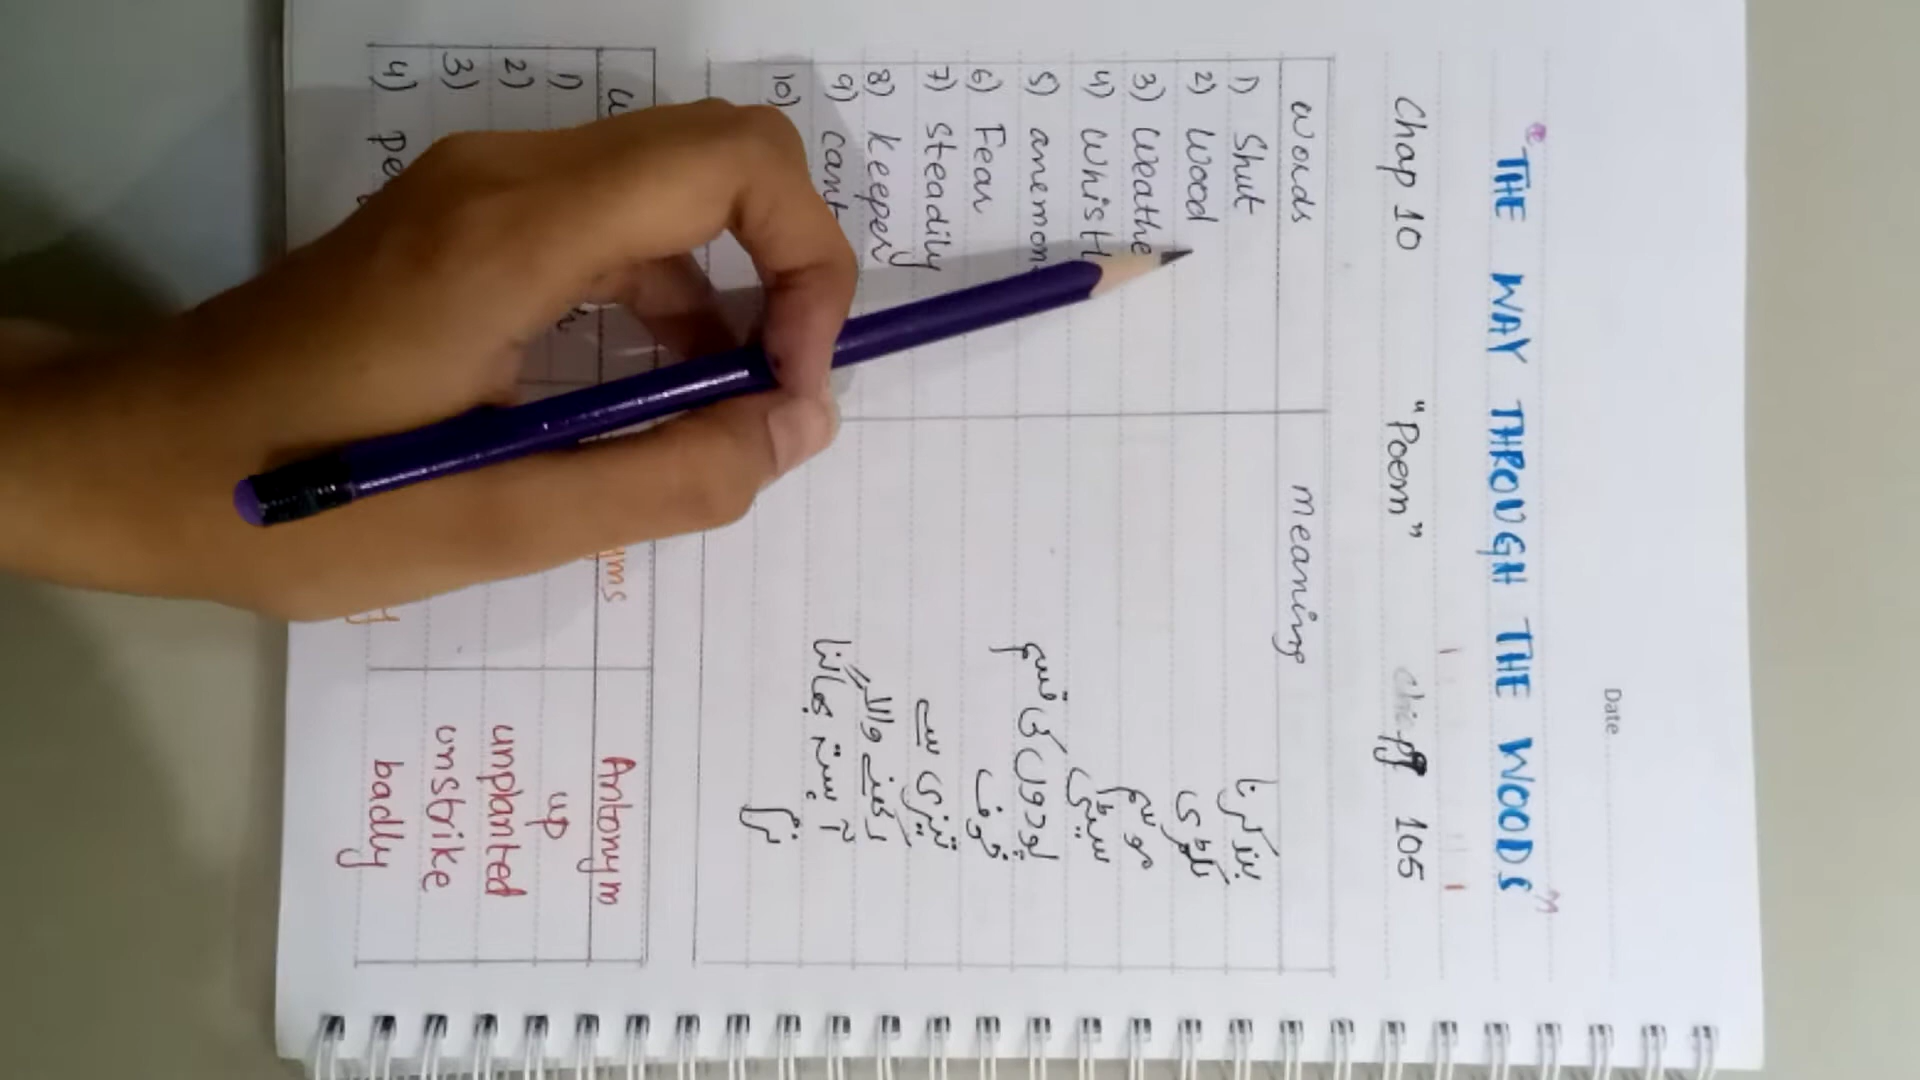 Date
"THE WAY THROUGH THE WOODS"
Chap 10 "Poem" 105
Words Meaning
1) Shut بند کرنا
2) Wood لکڑی
3) Weathe موسم
4) Whist سیٹی
5) anemon پودوں کی قسم
6) Fear خوف
7) Steadily تیزی سے
8) Keeper رکھنے والا
9) cant آہستہ بھاگنا
10)
Antonym
1) up
2) unplanted
3) unstrike
4) badly